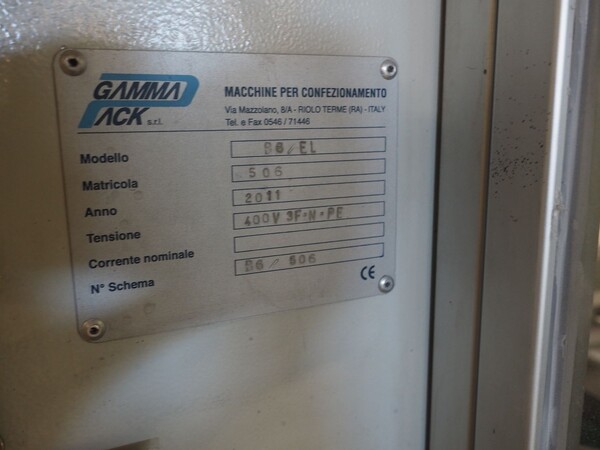 GAMMA PACK s.r.l.
MACCHINE PER CONFEZIONAMENTO
Via Mazzolano, 8/A - RIOLO TERME (RA) - ITALY
Tel. e Fax 0546 / 71446
Modello B6/EL
Matricola 506
Anno 2011
Tensione 400V 3F+N+PE
Corrente nominale
N° Schema B6 / 506
CE